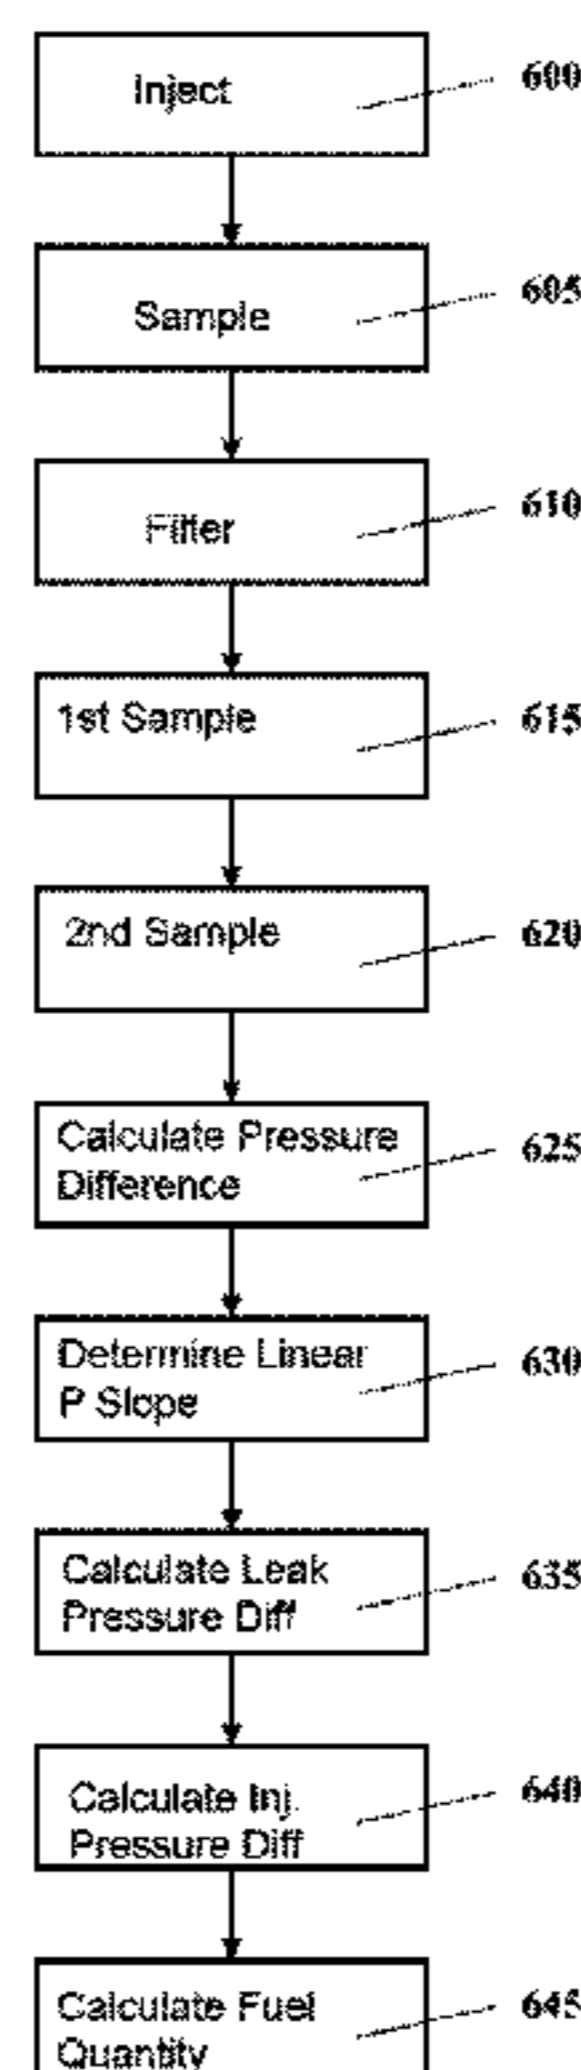 Inject
600
Sample
605
Filter
610
1st Sample
615
2nd Sample
620
Calculate Pressure
Difference
625
Determine Linear
P Slope
630
Calculate Leak
Pressure Diff
635
Calculate Inj.
Pressure Diff
640
Calculate Fuel
Quantity
645